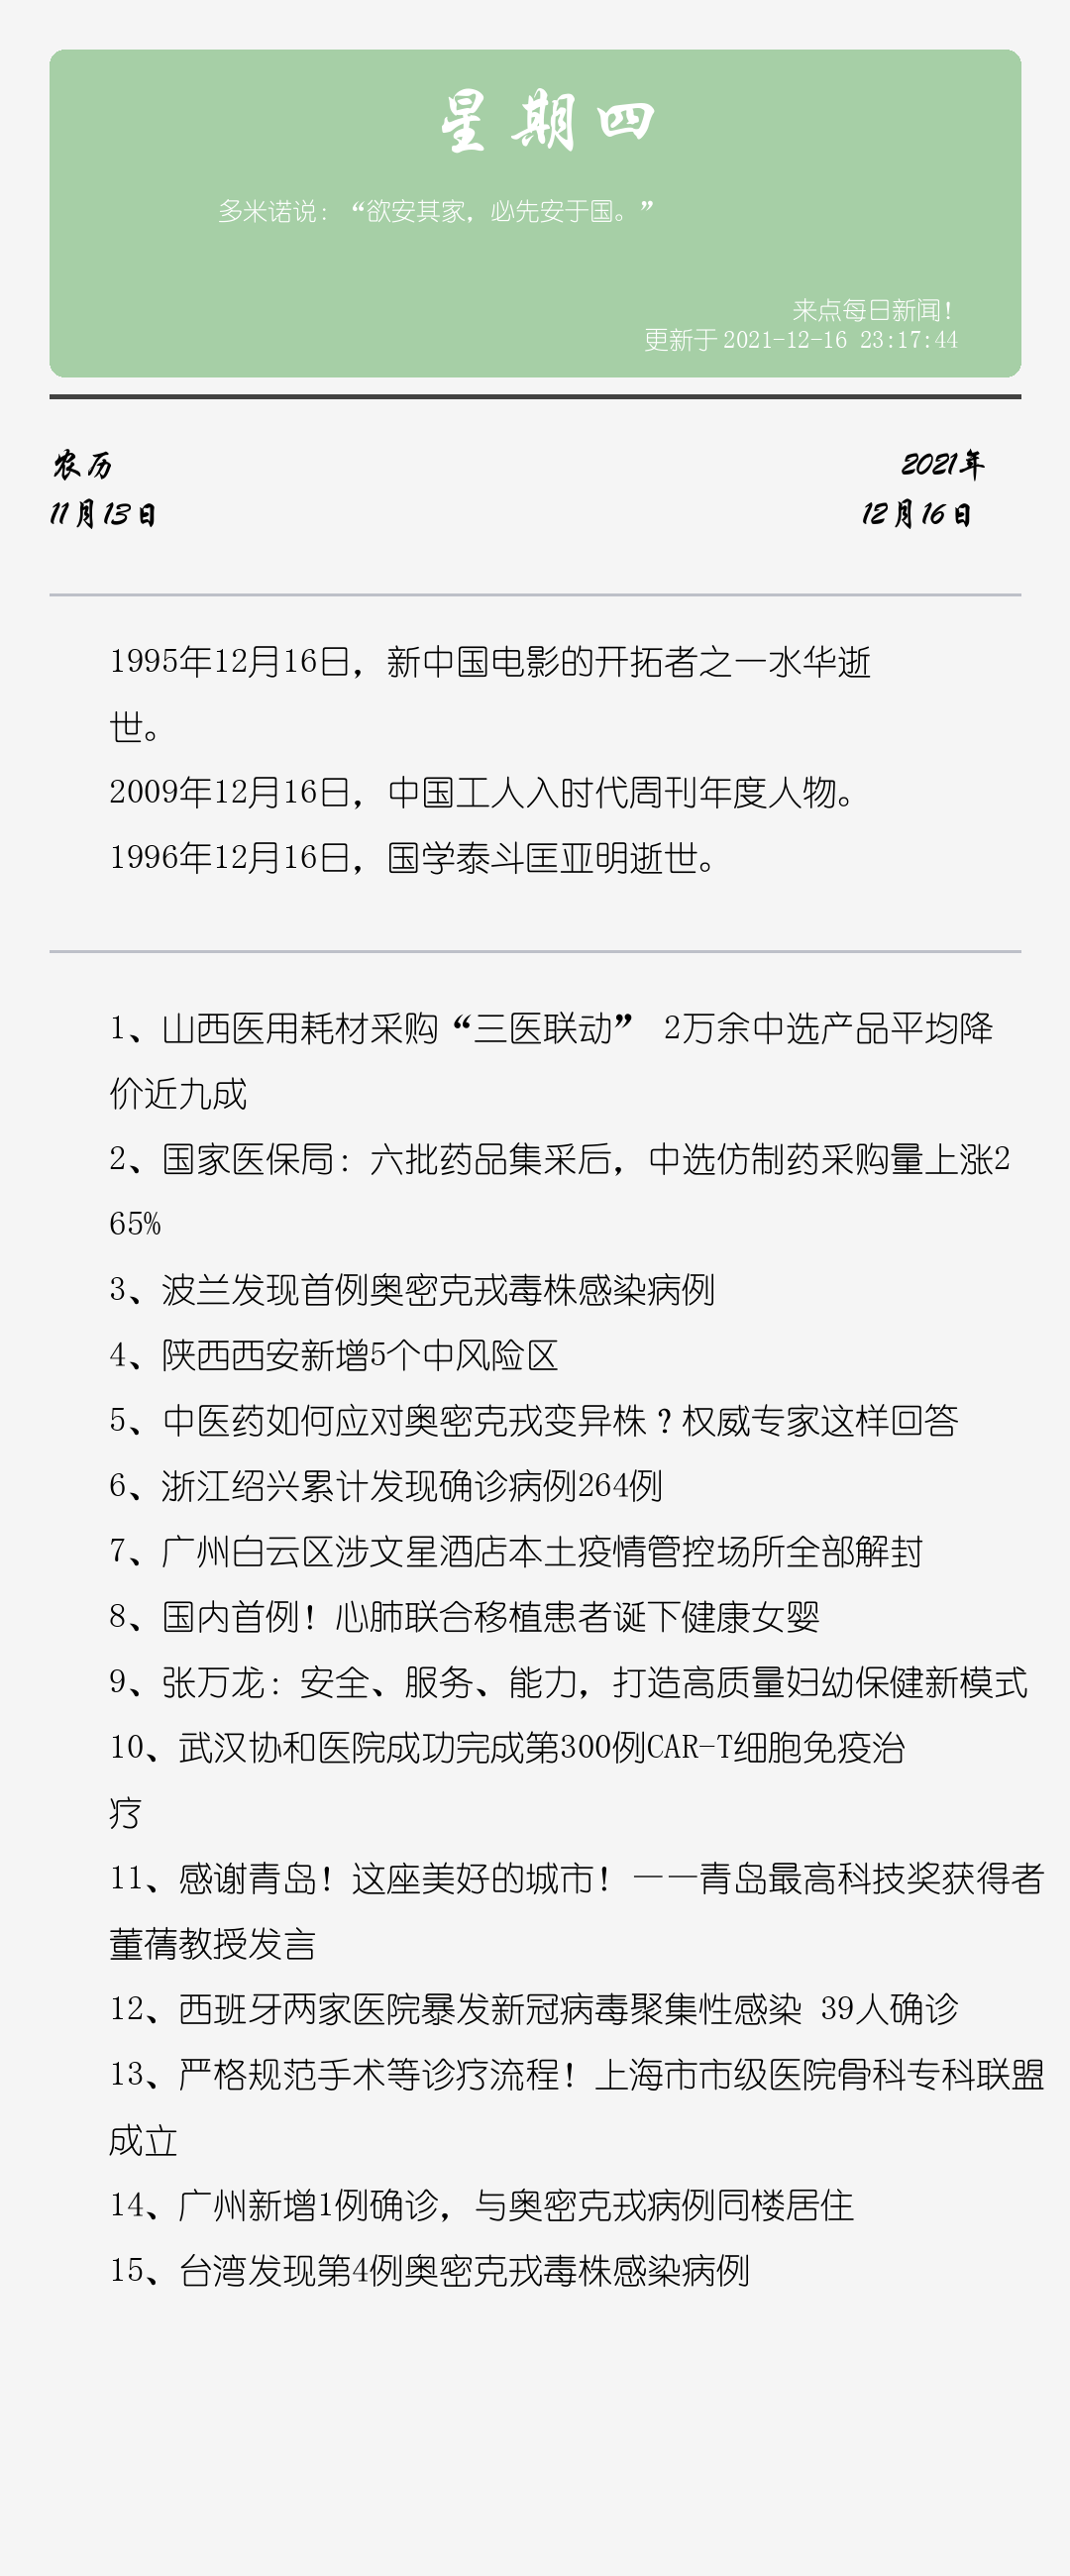 星期四
多米诺说：“欲安其家，必先安于国。”
来点每日新闻！
更新于2021-12-16 23:17:44
农历
2021年
11月13日
12月16日
1995年12月16日，新中国电影的开拓者之一水华逝
世。
2009年12月16日，中国工人入时代周刊年度人物。
1996年12月16日，国学泰斗匡亚明逝世。
1、山西医用耗材采购“三医联动” 2万余中选产品平均降
价近九成
2、国家医保局：六批药品集采后，中选仿制药采购量上涨2
65%
3、波兰发现首例奥密克戎毒株感染病例
4、陕西西安新增5个中风险区
5、中医药如何应对奥密克戎变异株？权威专家这样回答
6、浙江绍兴累计发现确诊病例264例
7、广州白云区涉文星酒店本土疫情管控场所全部解封
8、国内首例！心肺联合移植患者诞下健康女婴
9、张万龙：安全、服务、能力，打造高质量妇幼保健新模式
10、武汉协和医院成功完成第300例CAR-T细胞免疫治
疗
11、感谢青岛！这座美好的城市！——青岛最高科技奖获得者
董蒨教授发言
12、西班牙两家医院暴发新冠病毒聚集性感染 39人确诊
13、严格规范手术等诊疗流程！上海市市级医院骨科专科联盟
成立
14、广州新增1例确诊，与奥密克戎病例同楼居住
15、台湾发现第4例奥密克戎毒株感染病例